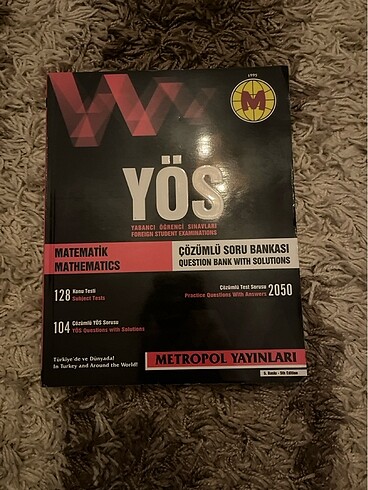 1995
M
YÖS
YABANCI ÖĞRENCİ SINAVLARI
FOREIGN STUDENT EXAMINATIONS
MATEMATİK
MATHEMATICS
ÇÖZÜMLÜ SORU BANKASI
QUESTION BANK WITH SOLUTIONS
128 Konu Testi
Subject Tests
Çözümlü Test Sorusu
Practice Questions With Answers 2050
104 Çözümlü YÖS Sorusu
YÖS Questions with Solutions
Türkiye'de ve Dünyada!
In Turkey and Around the World!
METROPOL YAYINLARI
5. Baskı - 5th Edition